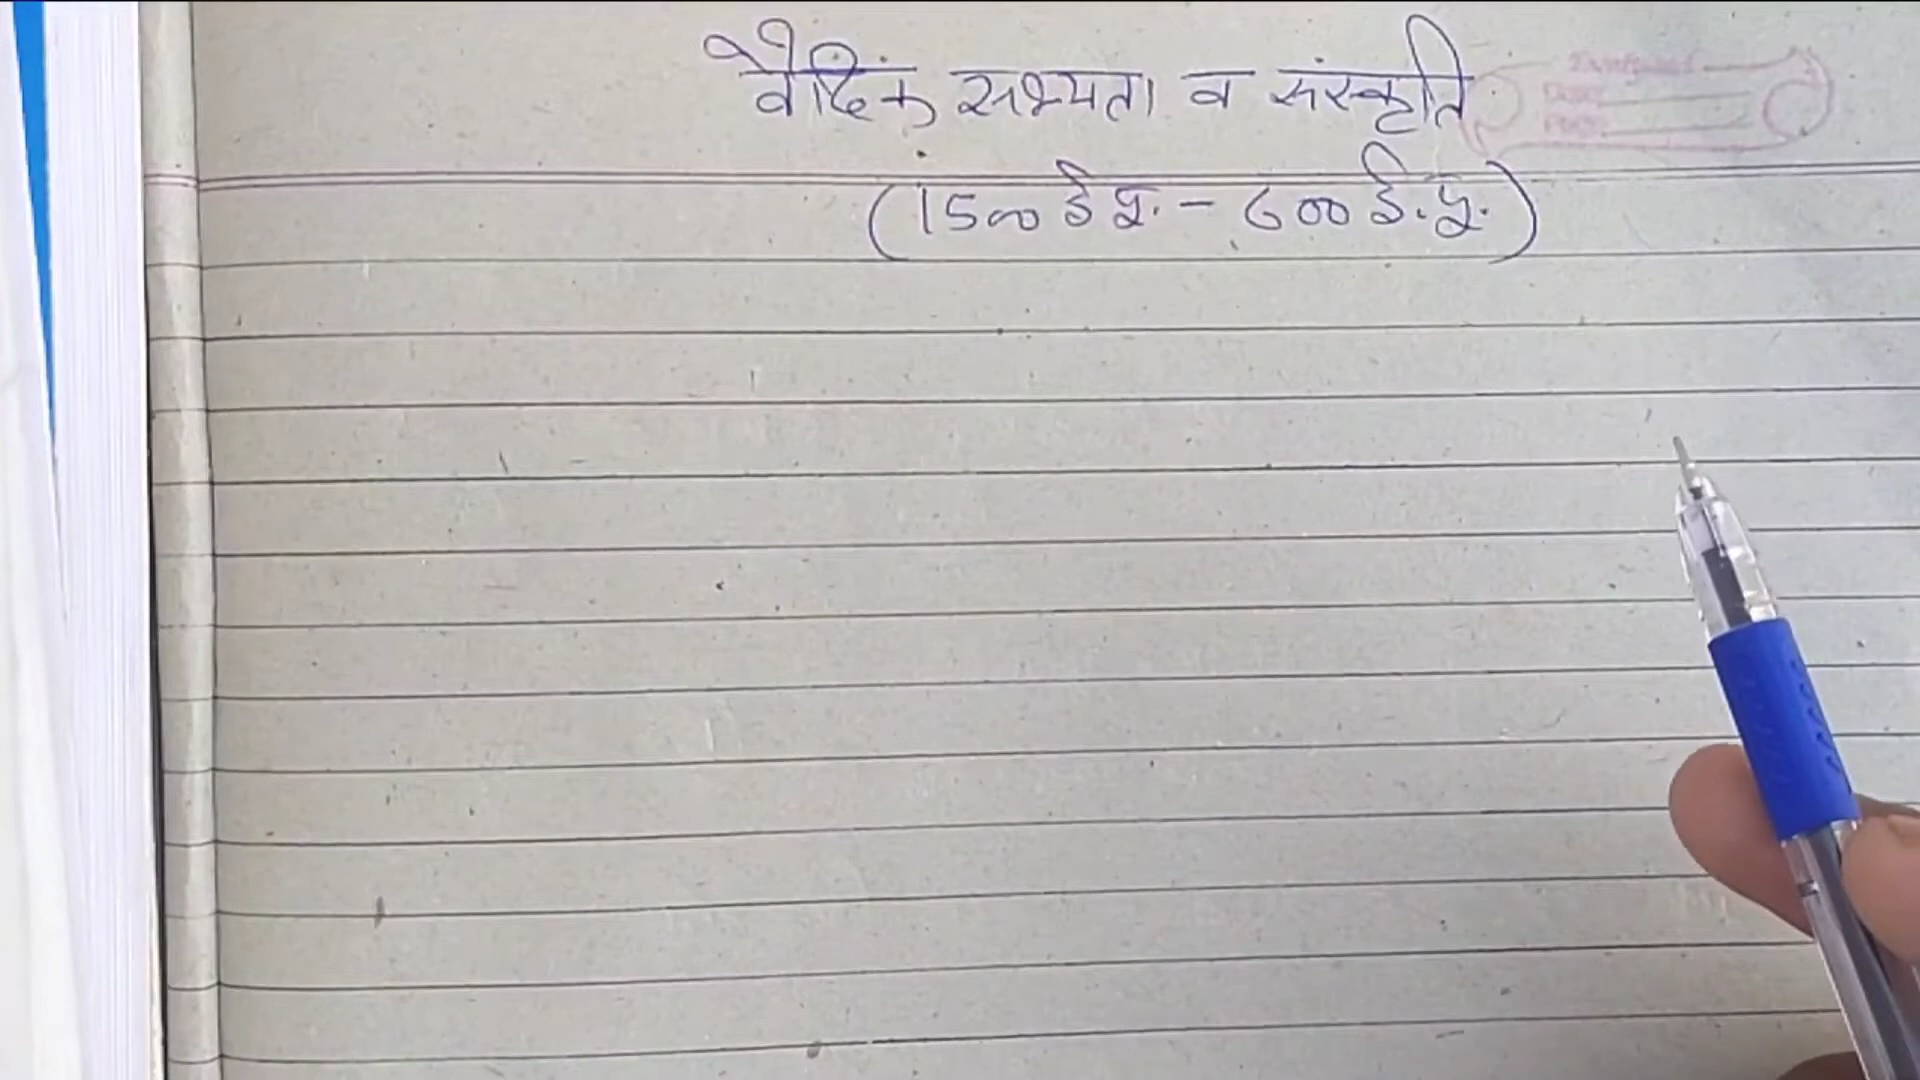 वैदिक सभ्यता व संस्कृति
(1500 ई पू. - 600 ई. पू.)